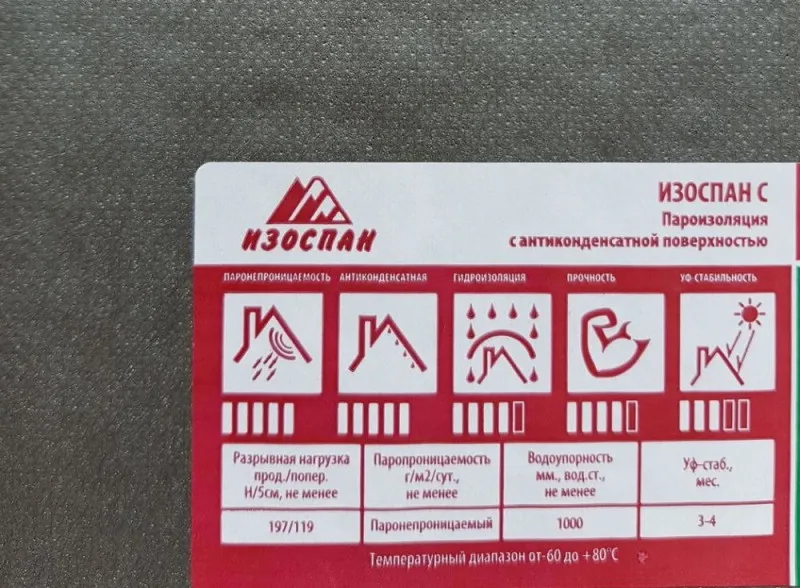 ИЗОСПАН
ИЗОСПАН С
Пароизоляция
с антиконденсатной поверхностью
ПАРОНЕПРОНИЦАЕМОСТЬ АНТИКОНДЕНСАТНАЯ ГИДРОИЗОЛЯЦИЯ ПРОЧНОСТЬ УФ-СТАБИЛЬНОСТЬ
Разрывная нагрузка
прод./попер.
Н/5см, не менее
Паропроницаемость
г/м2/сут.,
не менее
Водоупорность
мм., вод.ст.,
не менее
Уф-стаб.,
мес.
197/119 Паронепроницаемый 1000 3-4
Температурный диапазон от-60 до +80°С